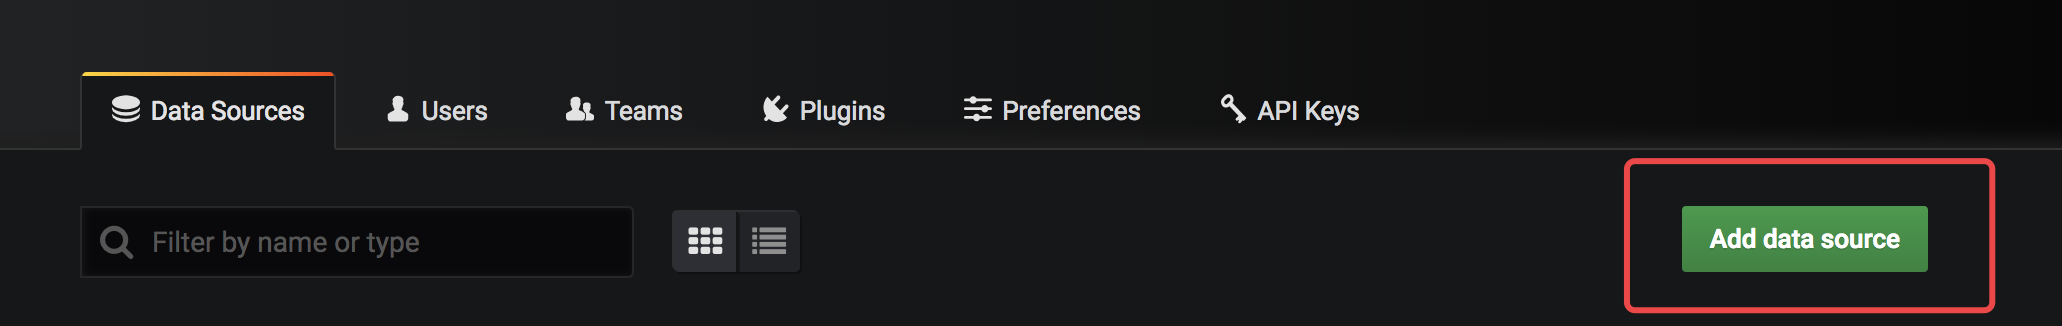 Data Sources Users Teams Plugins Preferences API Keys
Filter by name or type Add data source